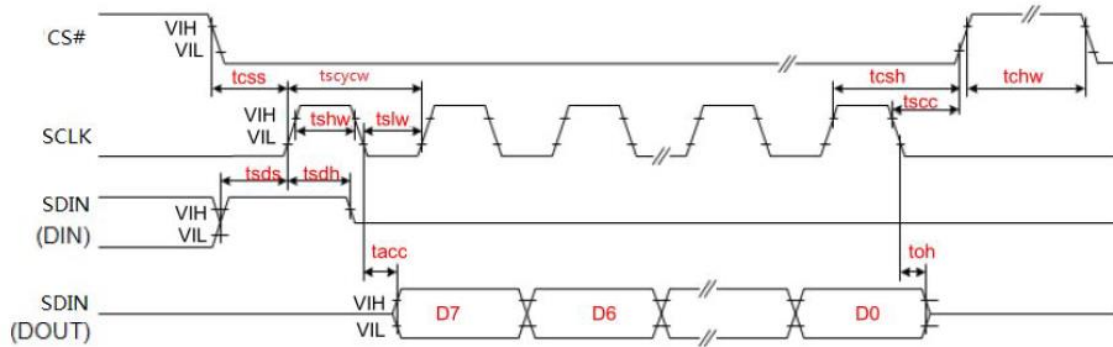 CS#
VIH
VIL
tcss
tscycw
tcsh
tchw
tscc
SCLK
VIH
VIL
tshw
tslw
tsds
tsdh
SDIN
(DIN)
VIH
VIL
tacc
toh
SDIN
(DOUT)
VIH
VIL
D7
D6
D0